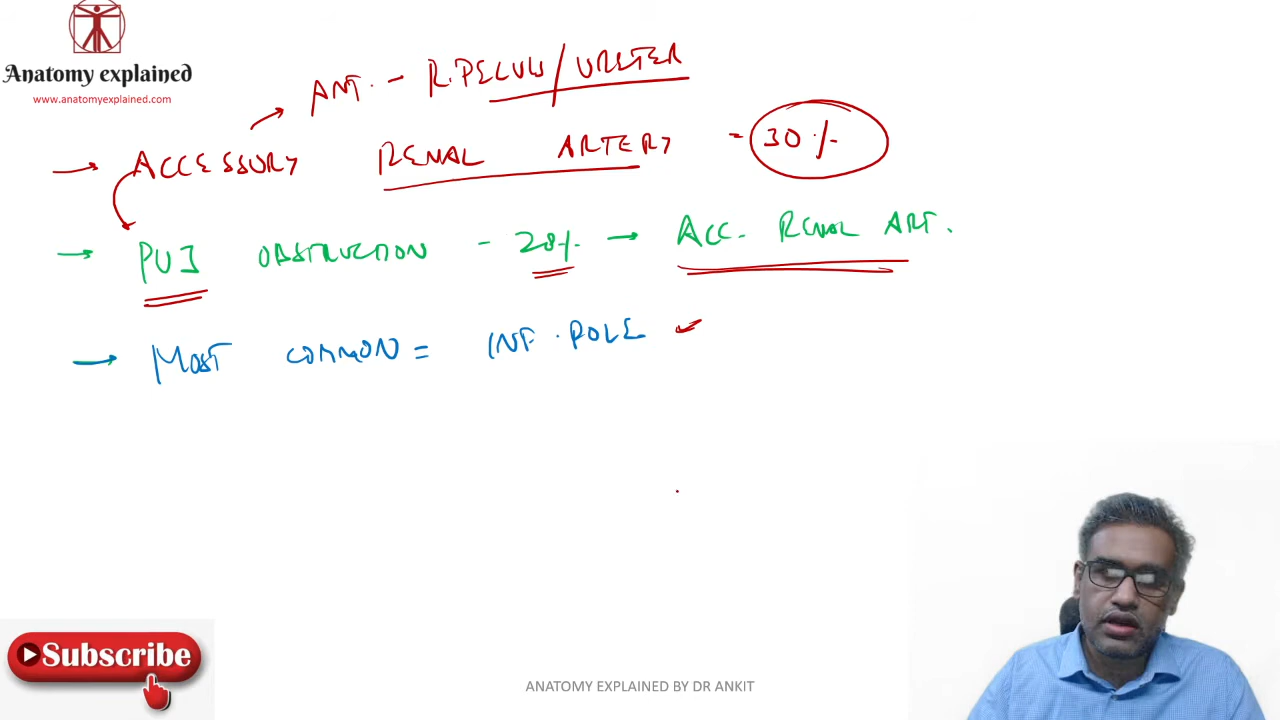 Anatomy explained
www.anatomyexplained.com
ANT. - R.PELVIS/URETER
→ ACCESSORY RENAL ARTERY - 30%
→ PUJ OBSTRUCTION - 28% → ACC. RENAL ART.
→ MOST COMMON = INF. POLE ✓
Subscribe
ANATOMY EXPLAINED BY DR ANKIT